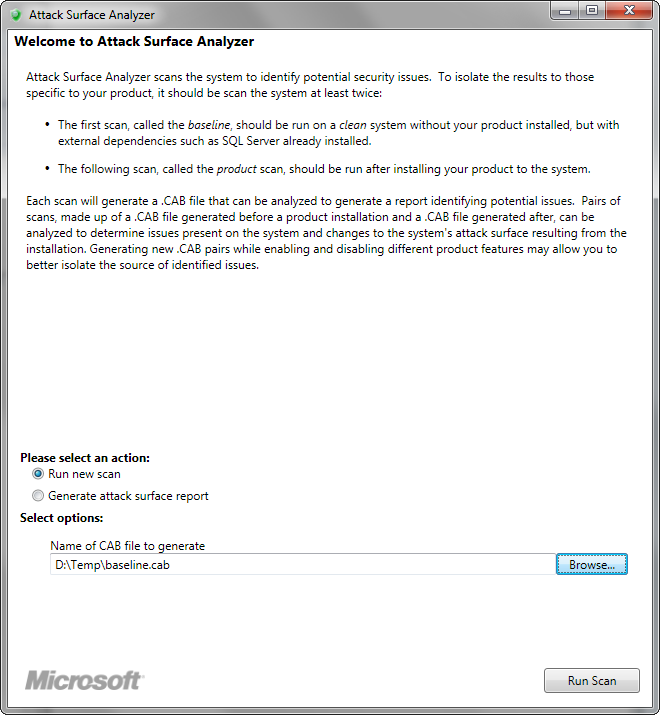 Attack Surface Analyzer
Welcome to Attack Surface Analyzer
Attack Surface Analyzer scans the system to identify potential security issues.  To isolate the results to those
specific to your product, it should be scan the system at least twice:
• The first scan, called the baseline, should be run on a clean system without your product installed, but with
external dependencies such as SQL Server already installed.
• The following scan, called the product scan, should be run after installing your product to the system.
Each scan will generate a .CAB file that can be analyzed to generate a report identifying potential issues.  Pairs of
scans, made up of a .CAB file generated before a product installation and a .CAB file generated after, can be
analyzed to determine issues present on the system and changes to the system's attack surface resulting from the
installation. Generating new .CAB pairs while enabling and disabling different product features may allow you to
better isolate the source of identified issues.
Please select an action:
Run new scan
Generate attack surface report
Select options:
Name of CAB file to generate
D:\Temp\baseline.cab
Browse...
Microsoft
Run Scan